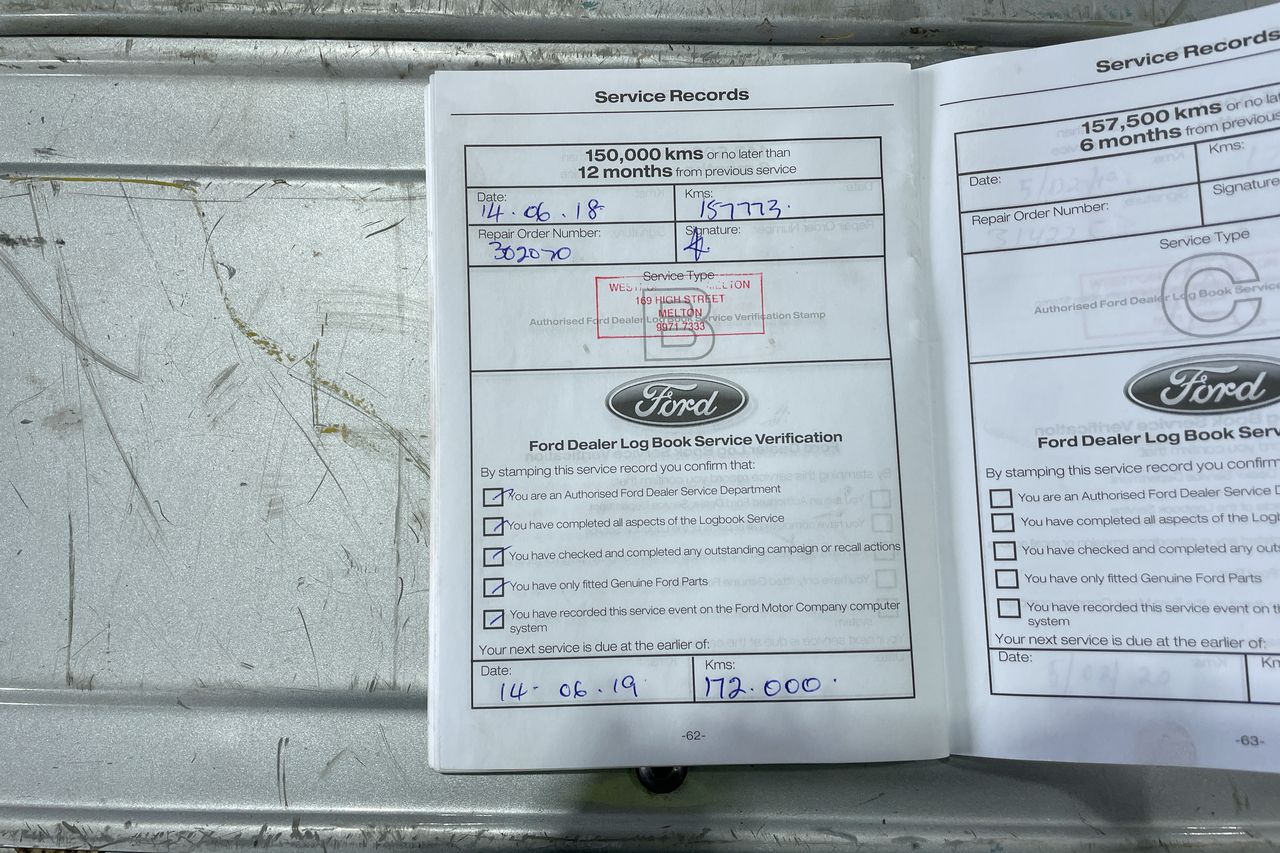 Service Records
150,000 kms or no later than
12 months from previous service
Date:
14.06.18
Kms:
157773.
Repair Order Number:
302070
Signature:
Service Type
B
MELTON
169 HIGH STREET
MELTON
9971 7333
Authorised Ford Dealer Log Book Service Verification Stamp
Ford
Ford Dealer Log Book Service Verification
By stamping this service record you confirm that:
You are an Authorised Ford Dealer Service Department
You have completed all aspects of the Logbook Service
You have checked and completed any outstanding campaign or recall actions
You have only fitted Genuine Ford Parts
You have recorded this service event on the Ford Motor Company computer
system
Your next service is due at the earlier of:
Date:
14-06.19
Kms:
172.000.
-62-
Service Records
157,500 kms or no
6 months from previous
Date:
Kms:
Repair Order Number:
Signature
Service Type
C
Authorised Ford Dealer Log Book Service
Ford
Ford Dealer Log Book
By stamping this service record you confirm
You are an Authorised Ford Dealer Service
You have completed all aspects of the
You have checked and completed any
You have only fitted Genuine Ford Parts
You have recorded this service event on
system
Your next service is due at the earlier of:
Date:
-63-